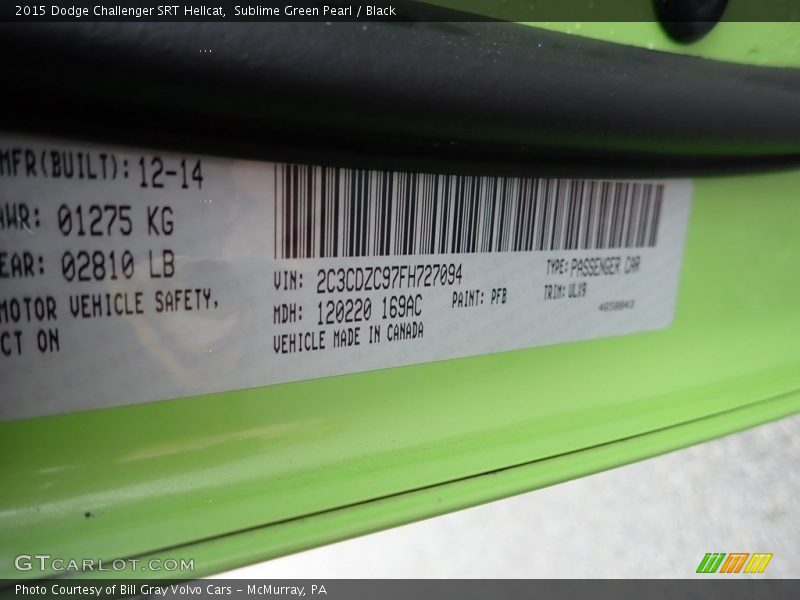 2015 Dodge Challenger SRT Hellcat, Sublime Green Pearl / Black
MFR(BUILT): 12-14
AWR: 01275 KG
EAR: 02810 LB
MOTOR VEHICLE SAFETY,
CT ON
VIN: 2C3CDZC97FH727094
TYPE: PASSENGER CAR
MDH: 120220 169AC
PAINT: PFB
TRIM: ULX9
VEHICLE MADE IN CANADA
4658043
GTCARLOT.COM
Photo Courtesy of Bill Gray Volvo Cars - McMurray, PA